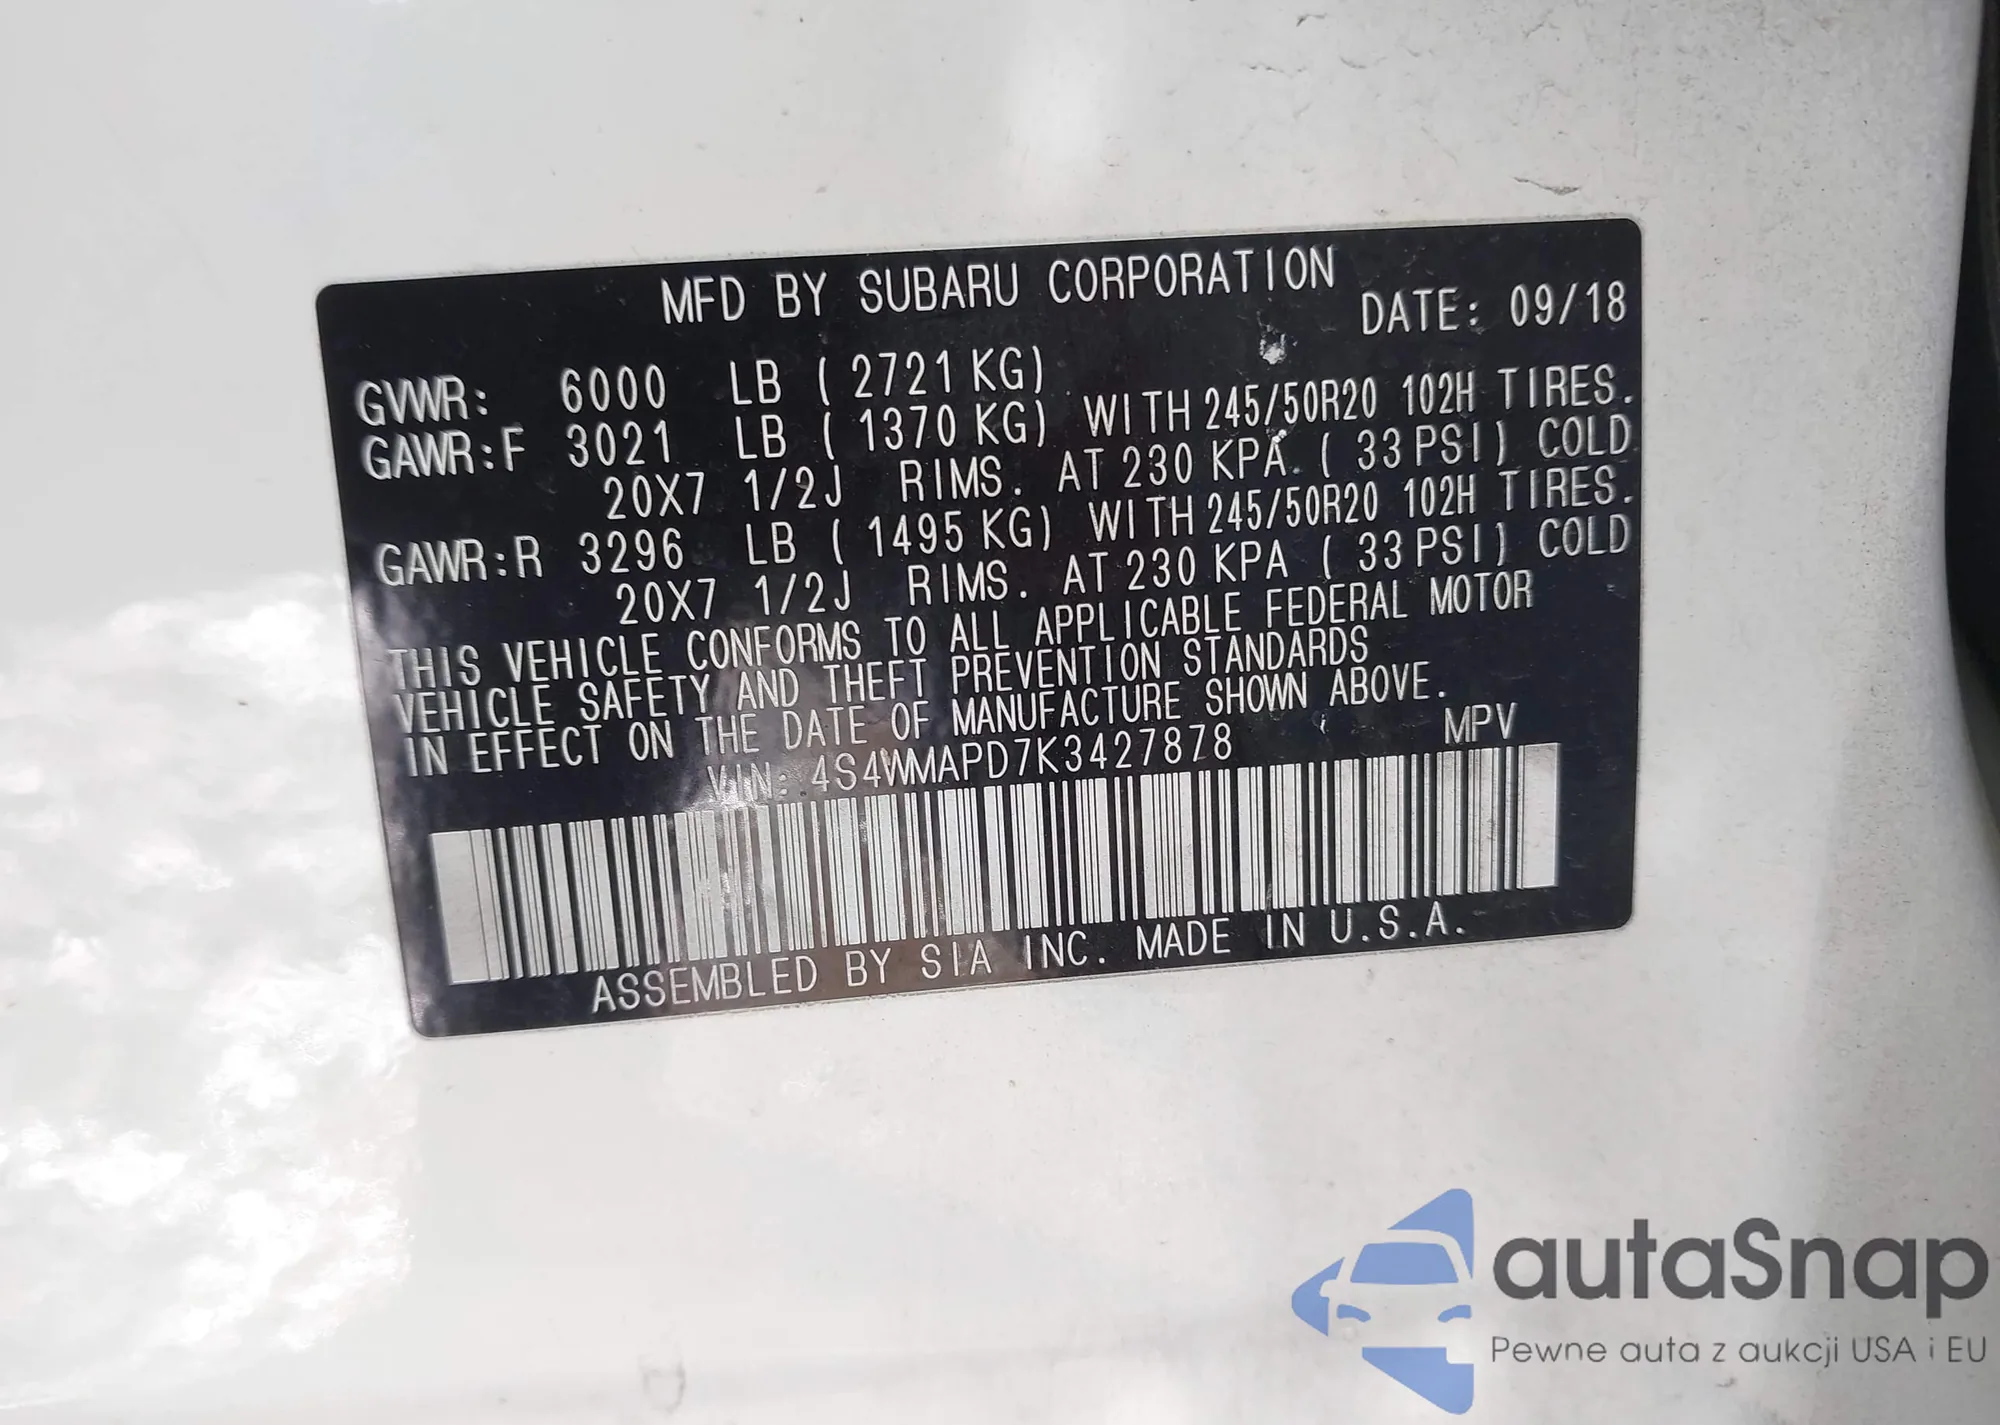 MFD BY SUBARU CORPORATION
DATE: 09/18
GVWR: 6000 LB ( 2721 KG)
GAWR:F 3021 LB ( 1370 KG) WITH 245/50R20 102H TIRES.
20X7 1/2J RIMS. AT 230 KPA ( 33 PSI) COLD
GAWR:R 3296 LB ( 1495 KG) WITH 245/50R20 102H TIRES.
20X7 1/2J RIMS. AT 230 KPA ( 33 PSI) COLD
THIS VEHICLE CONFORMS TO ALL APPLICABLE FEDERAL MOTOR
VEHICLE SAFETY AND THEFT PREVENTION STANDARDS
IN EFFECT ON THE DATE OF MANUFACTURE SHOWN ABOVE.
VIN: 4S4WMAPD7K3427878 MPV
ASSEMBLED BY SIA INC. MADE IN U.S.A.
autaSnap
Pewne auta z aukcji USA i EU